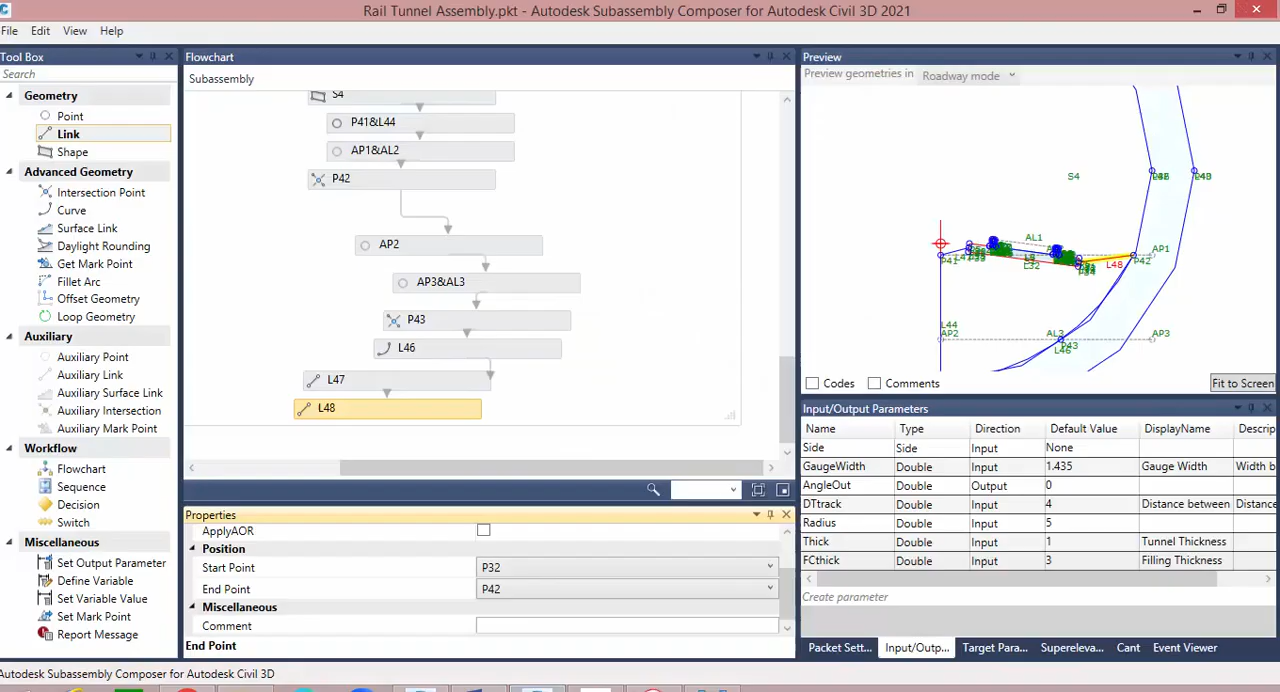 Rail Tunnel Assembly.pkt - Autodesk Subassembly Composer for Autodesk Civil 3D 2021
File Edit View Help
Tool Box
Search
Geometry
Point
Link
Shape
Advanced Geometry
Intersection Point
Curve
Surface Link
Daylight Rounding
Get Mark Point
Fillet Arc
Offset Geometry
Loop Geometry
Auxiliary
Auxiliary Point
Auxiliary Link
Auxiliary Surface Link
Auxiliary Intersection
Auxiliary Mark Point
Workflow
Flowchart
Sequence
Decision
Switch
Miscellaneous
Set Output Parameter
Define Variable
Set Variable Value
Set Mark Point
Report Message
Flowchart
Subassembly
S4
P41&L44
AP1&AL2
P42
AP2
AP3&AL3
P43
L46
L47
L48
Properties
ApplyAOR
Position
Start Point P32
End Point P42
Miscellaneous
Comment
End Point
Preview
Preview geometries in Roadway mode
S4
AL1
AP1
P41
L32
L48
P42
L44
AP2
AL3
AP3
P43
L46
Codes Comments Fit to Screen
Input/Output Parameters
Name Type Direction Default Value DisplayName Descrip
Side Side Input None
GaugeWidth Double Input 1.435 Gauge Width Width b
AngleOut Double Output 0
DTtrack Double Input 4 Distance between Distance
Radius Double Input 5
Thick Double Input 1 Tunnel Thickness
FCthick Double Input 3 Filling Thickness
Create parameter
Packet Sett... Input/Outp... Target Para... Supereleva... Cant Event Viewer
Autodesk Subassembly Composer for Autodesk Civil 3D